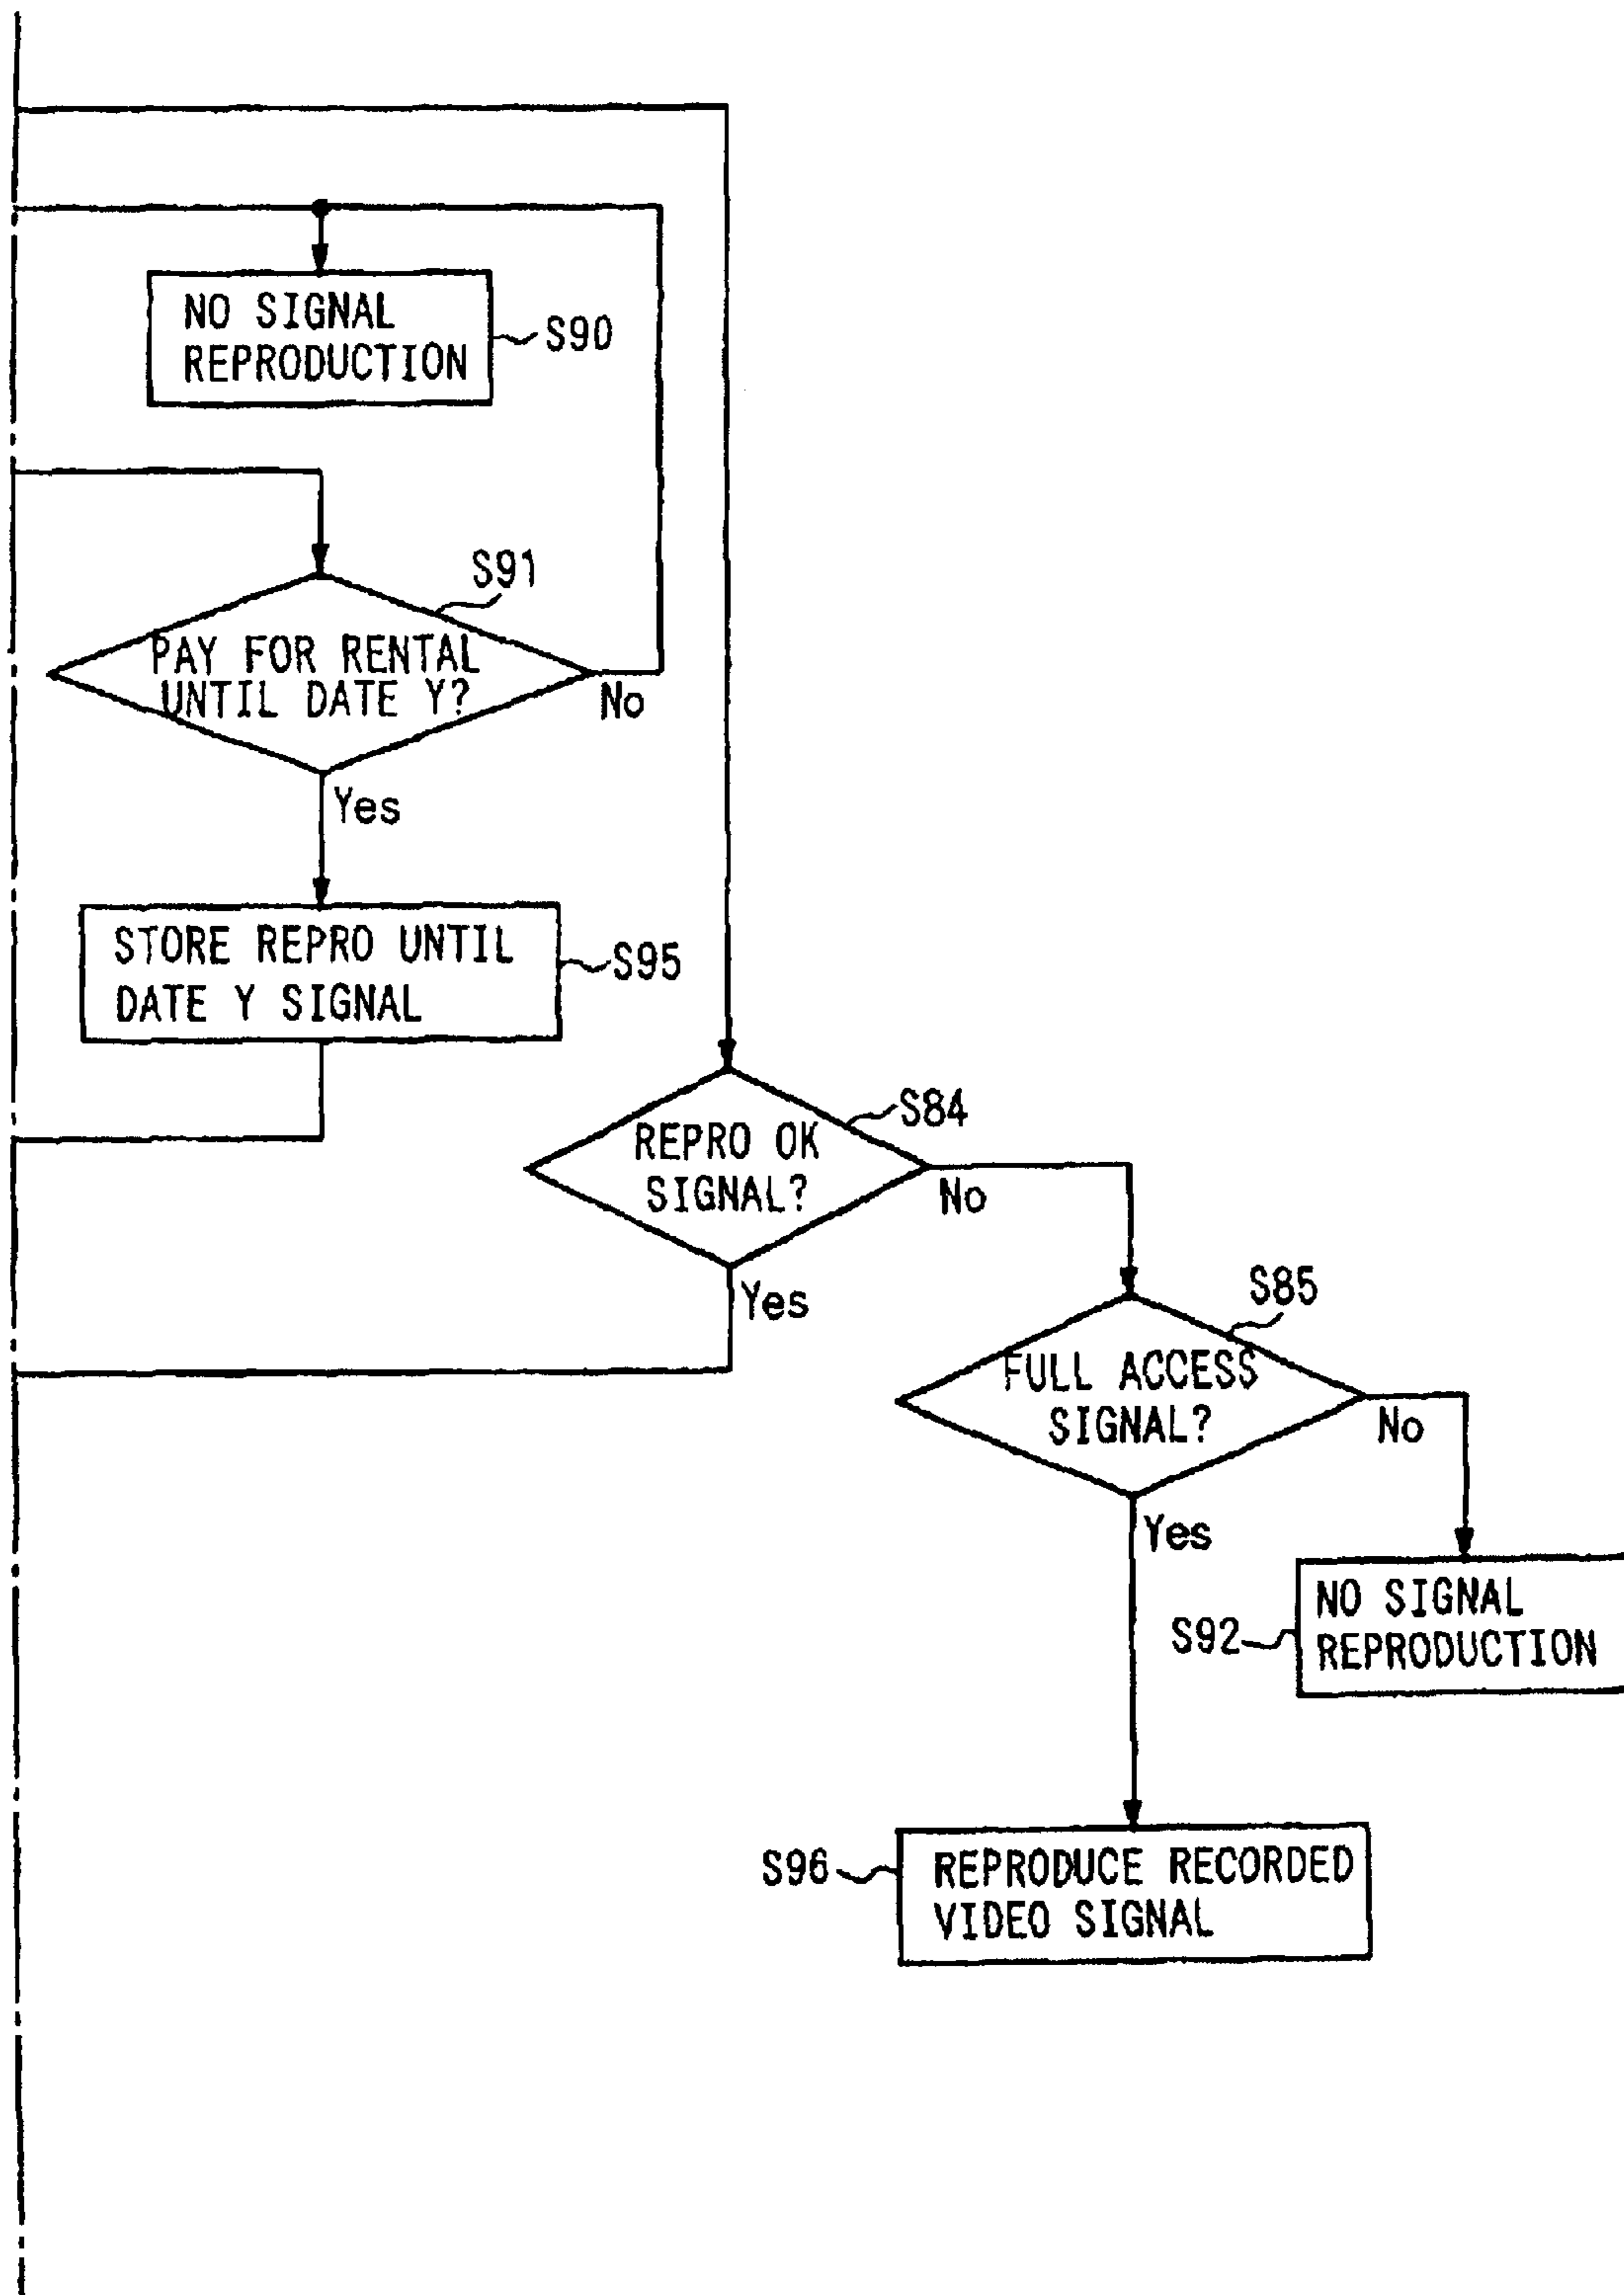 NO SIGNAL
REPRODUCTION
S90
S91
PAY FOR RENTAL
UNTIL DATE Y?
No
Yes
STORE REPRO UNTIL
DATE Y SIGNAL
S95
S84
REPRO OK
SIGNAL?
No
Yes
S85
FULL ACCESS
SIGNAL?
No
Yes
NO SIGNAL
REPRODUCTION
S92
S96
REPRODUCE RECORDED
VIDEO SIGNAL